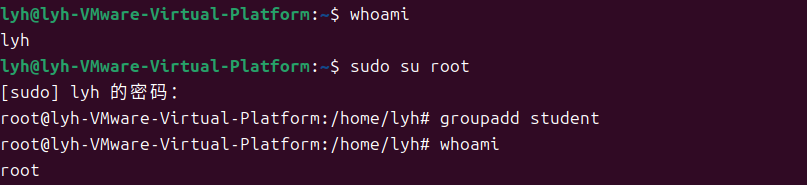 lyh@lyh-VMware-Virtual-Platform:~$ whoami
lyh
lyh@lyh-VMware-Virtual-Platform:~$ sudo su root
[sudo] lyh 的密码：
root@lyh-VMware-Virtual-Platform:/home/lyh# groupadd student
root@lyh-VMware-Virtual-Platform:/home/lyh# whoami
root